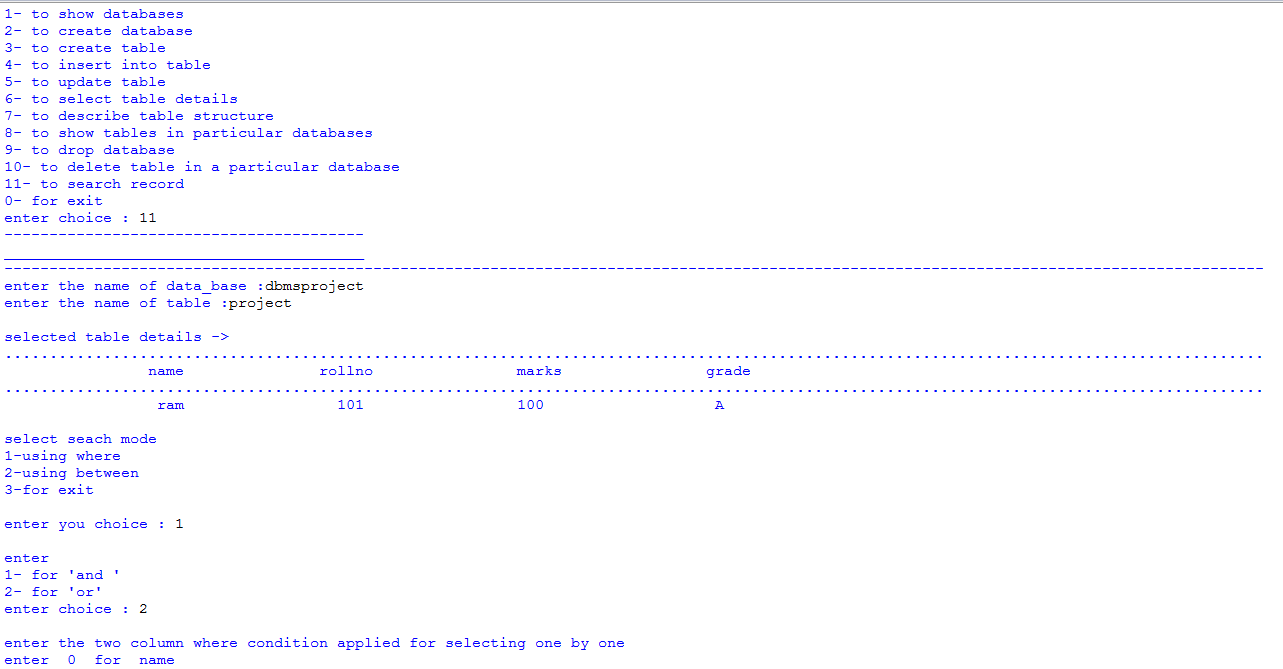 1- to show databases
2- to create database
3- to create table
4- to insert into table
5- to update table
6- to select table details
7- to describe table structure
8- to show tables in particular databases
9- to drop database
10- to delete table in a particular database
11- to search record
0- for exit
enter choice : 11
----------------------------------------
________________________________________
--------------------------------------------------------------------------------------------------------------------------------------------
enter the name of data_base :dbmsproject
enter the name of table :project
selected table details ->
............................................................................................................................................
name rollno marks grade
............................................................................................................................................
ram 101 100 A
select seach mode
1-using where
2-using between
3-for exit
enter you choice : 1
enter
1- for 'and '
2- for 'or'
enter choice : 2
enter the two column where condition applied for selecting one by one
enter  0  for  name